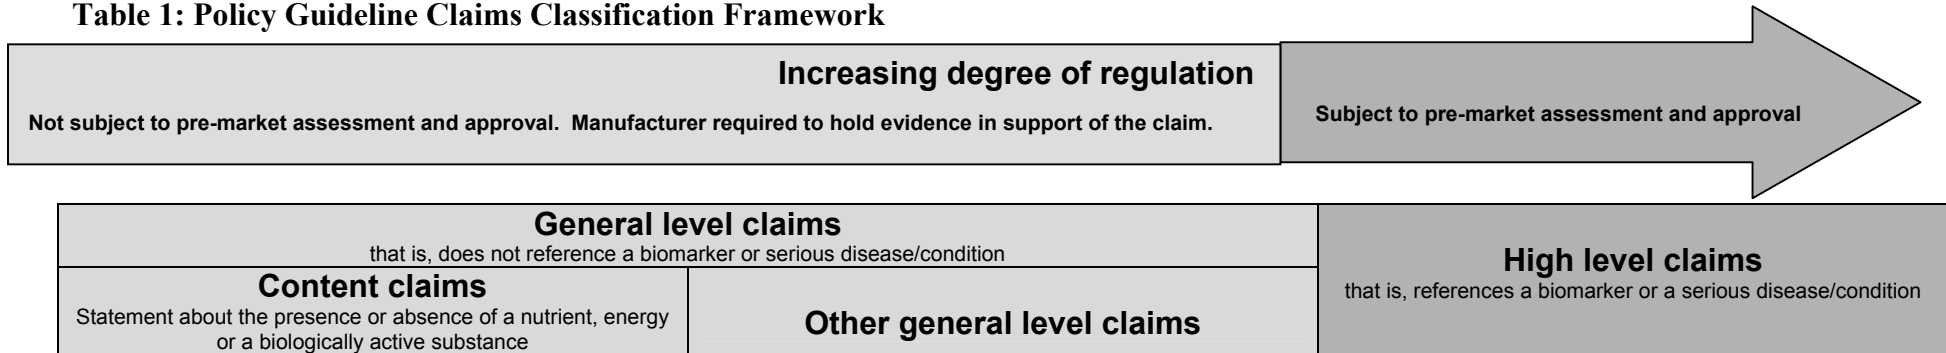 Table 1: Policy Guideline Claims Classification Framework
Increasing degree of regulation
Not subject to pre-market assessment and approval.  Manufacturer required to hold evidence in support of the claim.
Subject to pre-market assessment and approval
General level claims
that is, does not reference a biomarker or serious disease/condition
High level claims
that is, references a biomarker or a serious disease/condition
Content claims
Statement about the presence or absence of a nutrient, energy
or a biologically active substance
Other general level claims